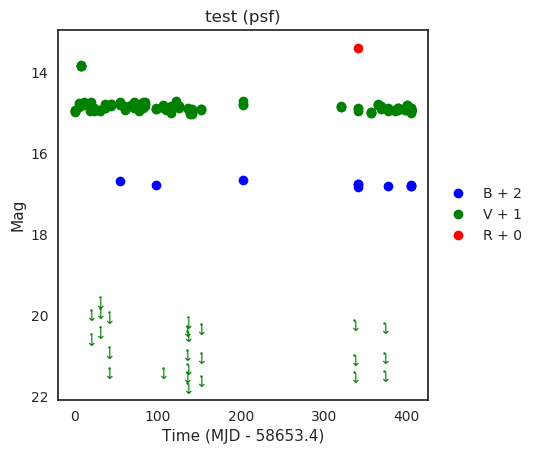 test (psf)
14
16
18
20
22
Mag
0
100
200
300
400
Time (MJD - 58653.4)
B + 2
V + 1
R + 0